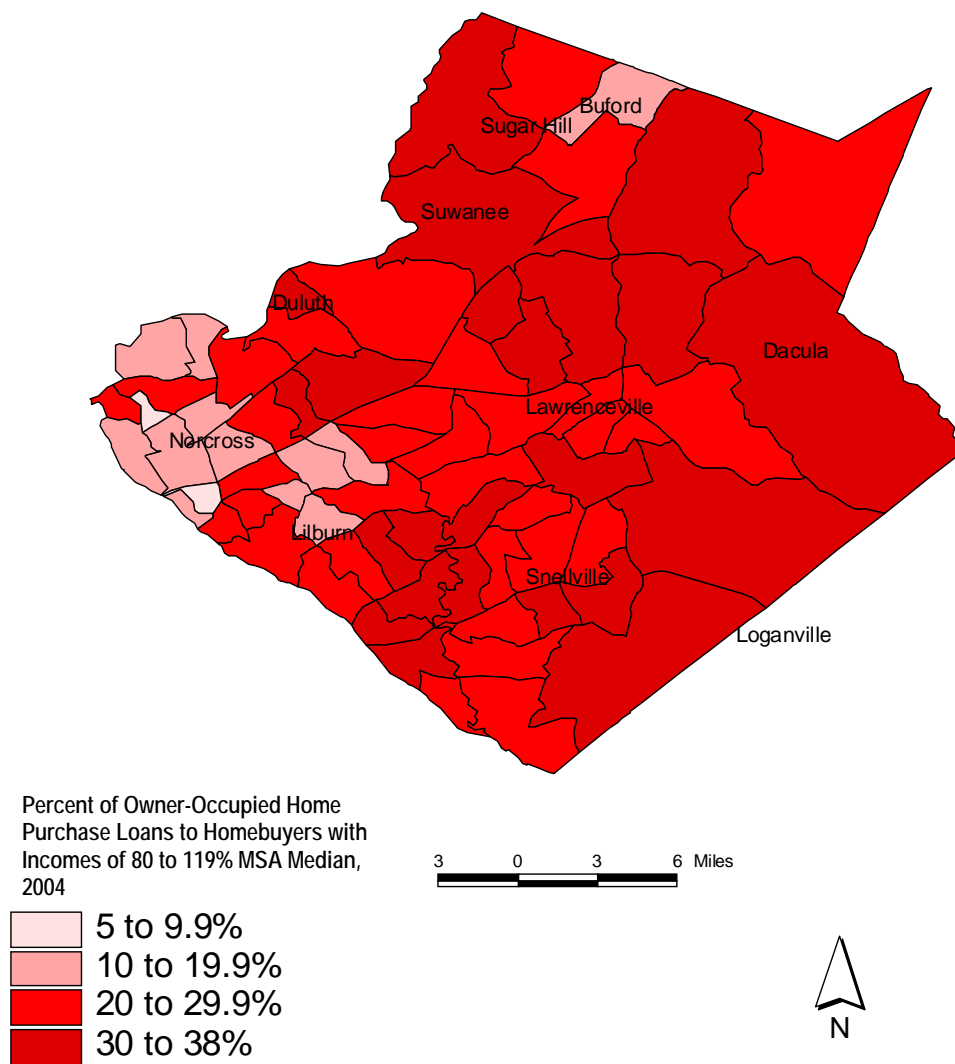 Buford
Sugar Hill
Suwanee
Duluth
Dacula
Lawrenceville
Norcross
Lilburn
Snellville
Loganville
Percent of Owner-Occupied Home
Purchase Loans to Homebuyers with
Incomes of 80 to 119% MSA Median,
2004
3 0 3 6 Miles
5 to 9.9%
10 to 19.9%
20 to 29.9%
30 to 38%
N